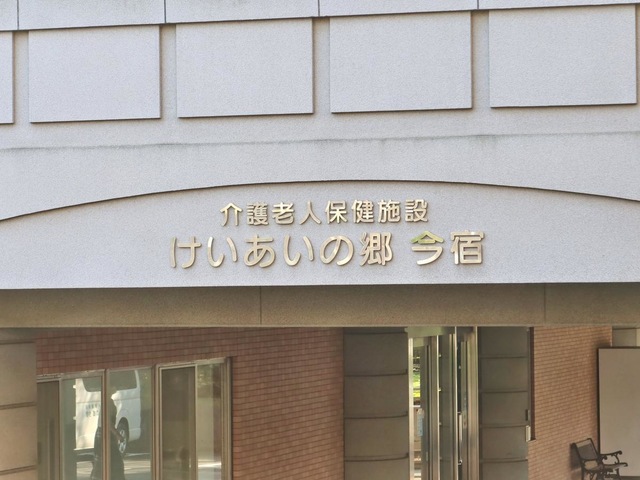 介護老人保健施設
けいあいの郷 今宿